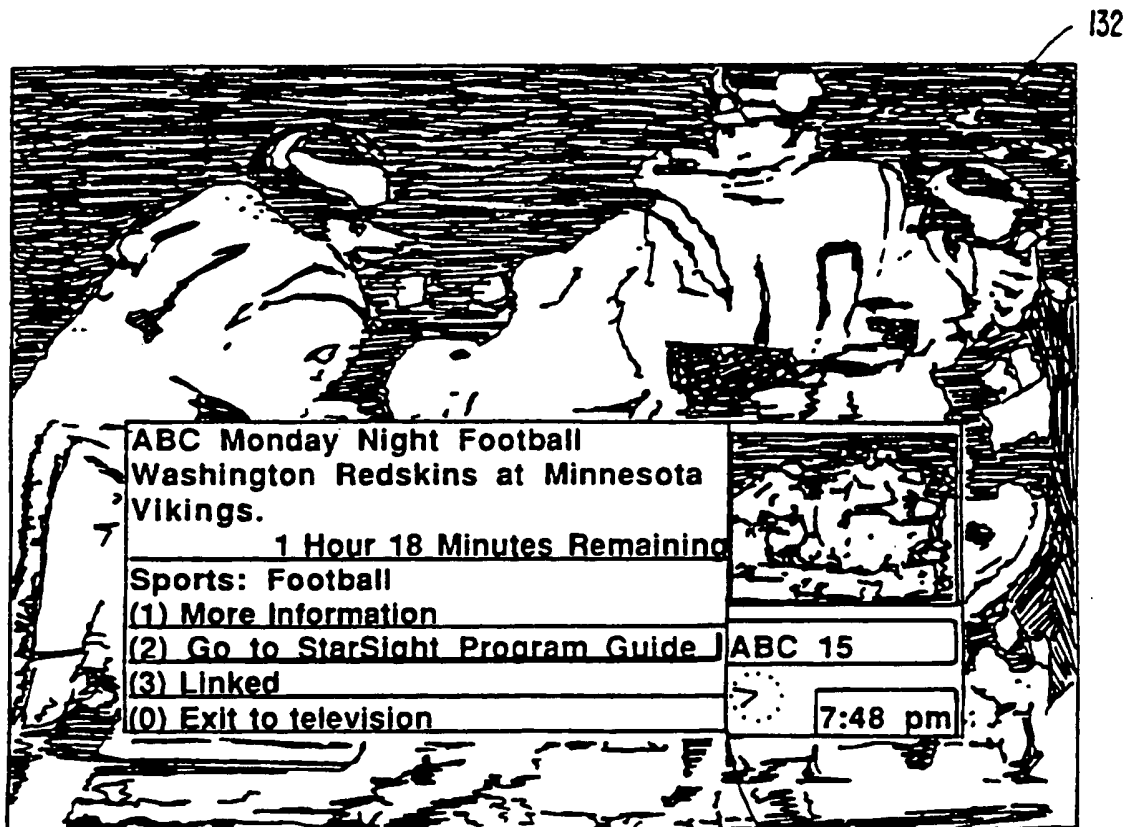 132
ABC Monday Night Football
Washington Redskins at Minnesota
Vikings.
1 Hour 18 Minutes Remaining
Sports: Football
(1) More Information
(2) Go to StarSight Program Guide
ABC 15
(3) Linked
(0) Exit to television
7:48 pm